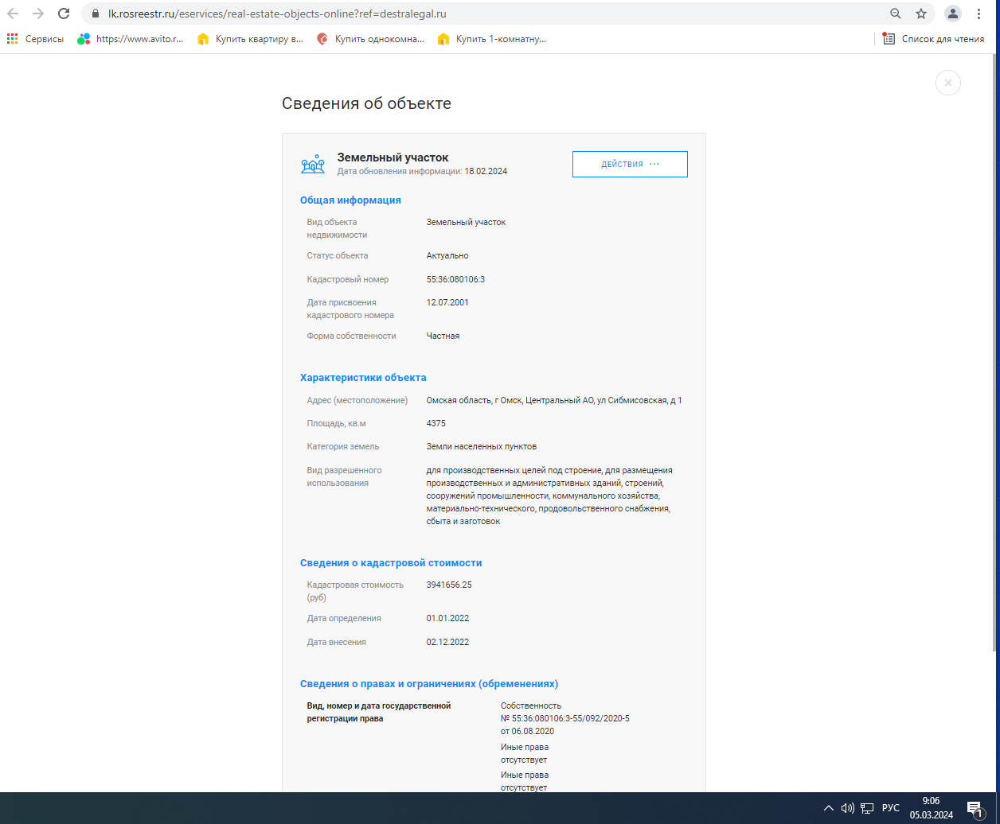 lk.rosreestr.ru/eservices/real-estate-objects-online?ref=destralegal.ru
Сервисы
https://www.avito.r...
Купить квартиру в...
Купить однокомна...
Купить 1-комнатну...
Список для чтения
Сведения об объекте
Земельный участок
Дата обновления информации: 18.02.2024
ДЕЙСТВИЯ ···
Общая информация
Вид объекта
недвижимости
Земельный участок
Статус объекта
Актуально
Кадастровый номер
55:36:080106:3
Дата присвоения
кадастрового номера
12.07.2001
Форма собственности
Частная
Характеристики объекта
Адрес (местоположение)
Омская область, г Омск, Центральный АО, ул Сибмисовская, д 1
Площадь, кв.м
4375
Категория земель
Земли населенных пунктов
Вид разрешенного
использования
для производственных целей под строение, для размещения
производственных и административных зданий, строений,
сооружений промышленности, коммунального хозяйства,
материально-технического, продовольственного снабжения,
сбыта и заготовок
Сведения о кадастровой стоимости
Кадастровая стоимость
(руб)
3941656.25
Дата определения
01.01.2022
Дата внесения
02.12.2022
Сведения о правах и ограничениях (обременениях)
Вид, номер и дата государственной
регистрации права
Собственность
№ 55:36:080106:3-55/092/2020-5
от 06.08.2020
Иные права
отсутствует
Иные права
отсутствует
РУС
9:06
05.03.2024
1